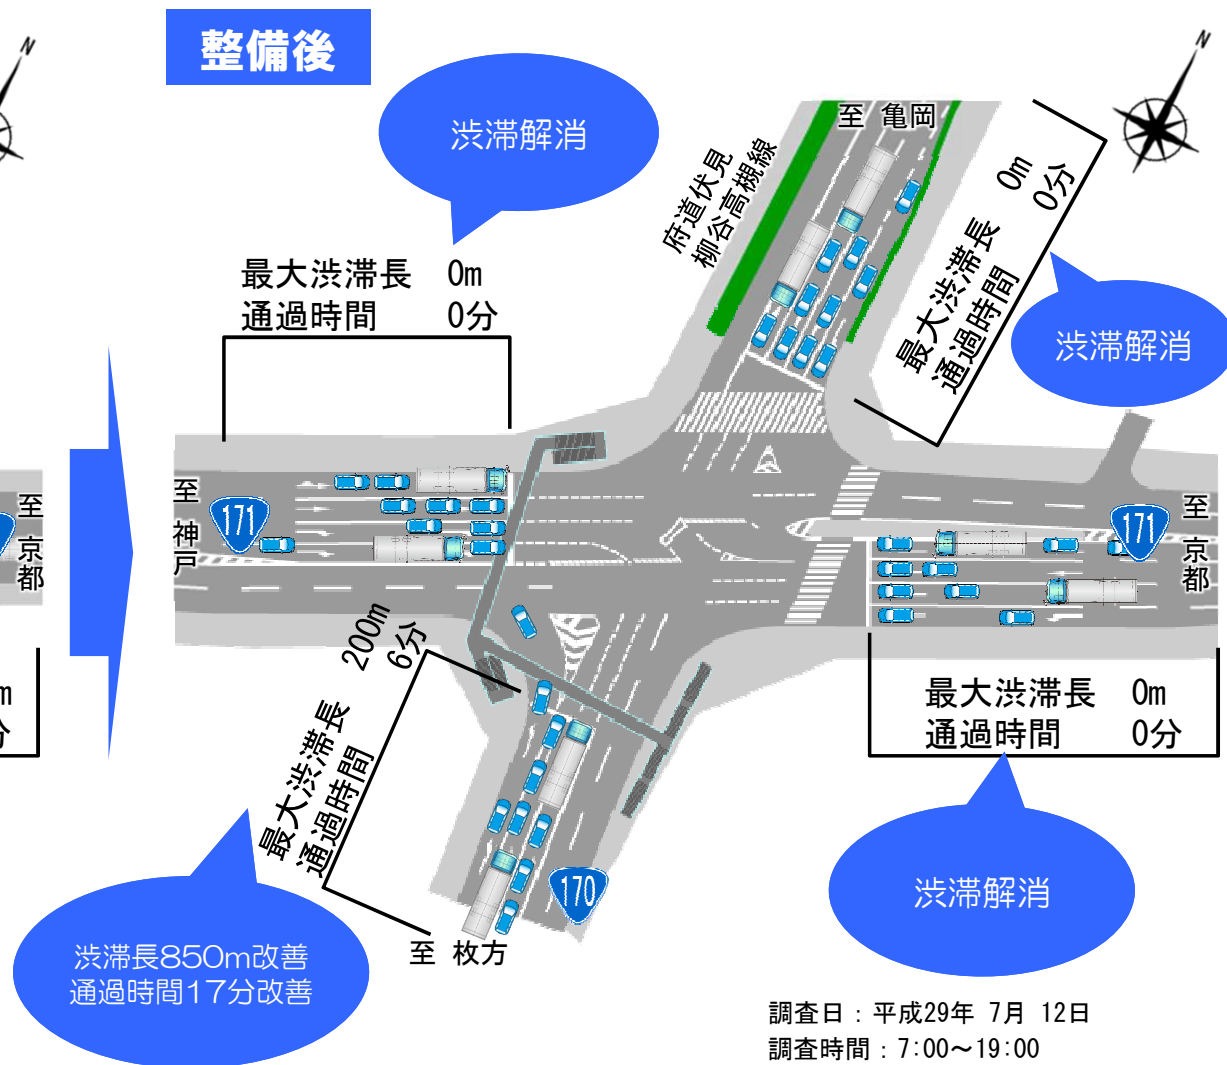 整備後
N
N
渋滞解消
至 亀岡
府道伏見
柳谷高槻線
最大渋滞長 0m
通過時間 0分
最大渋滞長 0m
通過時間 0分
渋滞解消
至 神戸
171
171
至 京都
至 京都
m
分
最大渋滞長 200m
通過時間 6分
最大渋滞長 0m
通過時間 0分
170
至 枚方
渋滞解消
渋滞長850m改善
通過時間17分改善
調査日：平成29年 7月 12日
調査時間：7:00～19:00